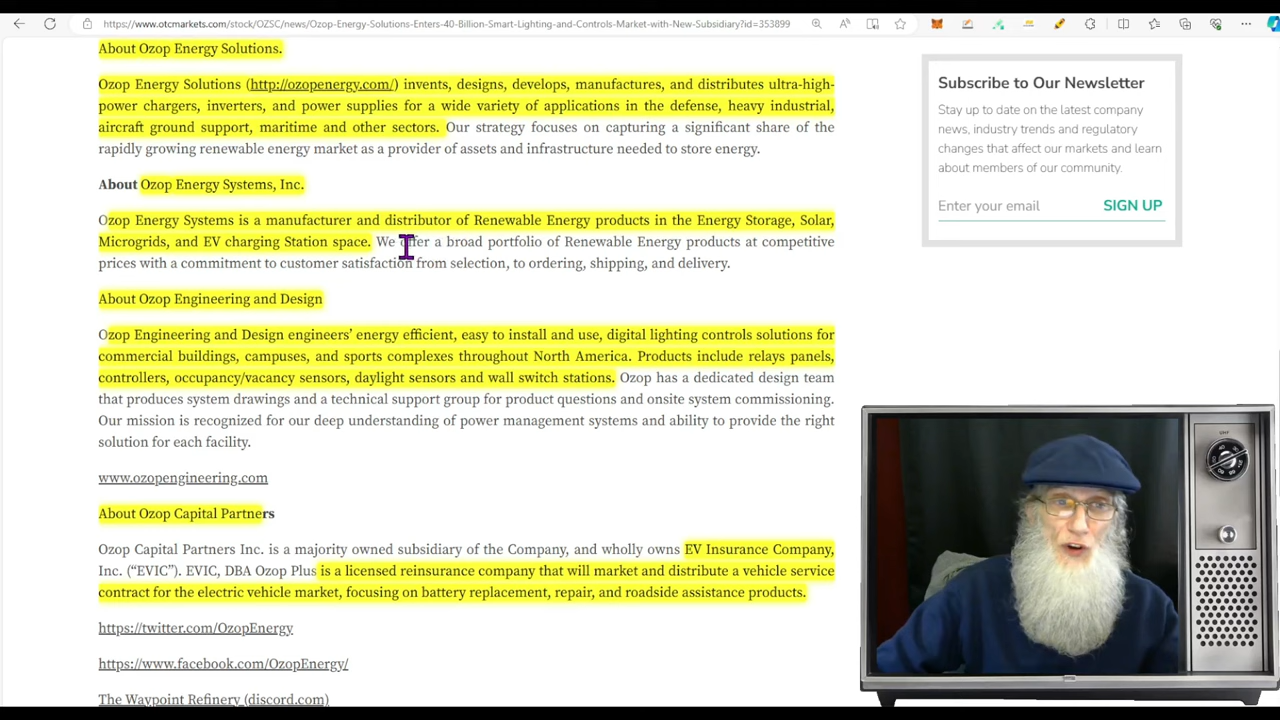 https://www.otcmarkets.com/stock/OZSC/news/Ozop-Energy-Solutions-Enters-40-Billion-Smart-Lighting-and-Controls-Market-with-New-Subsidiary?id=353899
About Ozop Energy Solutions.
Ozop Energy Solutions (http://ozopenergy.com/) invents, designs, develops, manufactures, and distributes ultra-high-
power chargers, inverters, and power supplies for a wide variety of applications in the defense, heavy industrial,
aircraft ground support, maritime and other sectors. Our strategy focuses on capturing a significant share of the
rapidly growing renewable energy market as a provider of assets and infrastructure needed to store energy.
About Ozop Energy Systems, Inc.
Ozop Energy Systems is a manufacturer and distributor of Renewable Energy products in the Energy Storage, Solar,
Microgrids, and EV charging Station space. We offer a broad portfolio of Renewable Energy products at competitive
prices with a commitment to customer satisfaction from selection, to ordering, shipping, and delivery.
About Ozop Engineering and Design
Ozop Engineering and Design engineers' energy efficient, easy to install and use, digital lighting controls solutions for
commercial buildings, campuses, and sports complexes throughout North America. Products include relays panels,
controllers, occupancy/vacancy sensors, daylight sensors and wall switch stations. Ozop has a dedicated design team
that produces system drawings and a technical support group for product questions and onsite system commissioning.
Our mission is recognized for our deep understanding of power management systems and ability to provide the right
solution for each facility.
www.ozopengineering.com
About Ozop Capital Partners
Ozop Capital Partners Inc. is a majority owned subsidiary of the Company, and wholly owns EV Insurance Company,
Inc. (“EVIC”). EVIC, DBA Ozop Plus is a licensed reinsurance company that will market and distribute a vehicle service
contract for the electric vehicle market, focusing on battery replacement, repair, and roadside assistance products.
https://twitter.com/OzopEnergy
https://www.facebook.com/OzopEnergy/
The Waypoint Refinery (discord.com)
Subscribe to Our Newsletter
Stay up to date on the latest company
news, industry trends and regulatory
changes that affect our markets and learn
about members of our community.
Enter your email SIGN UP
UHF